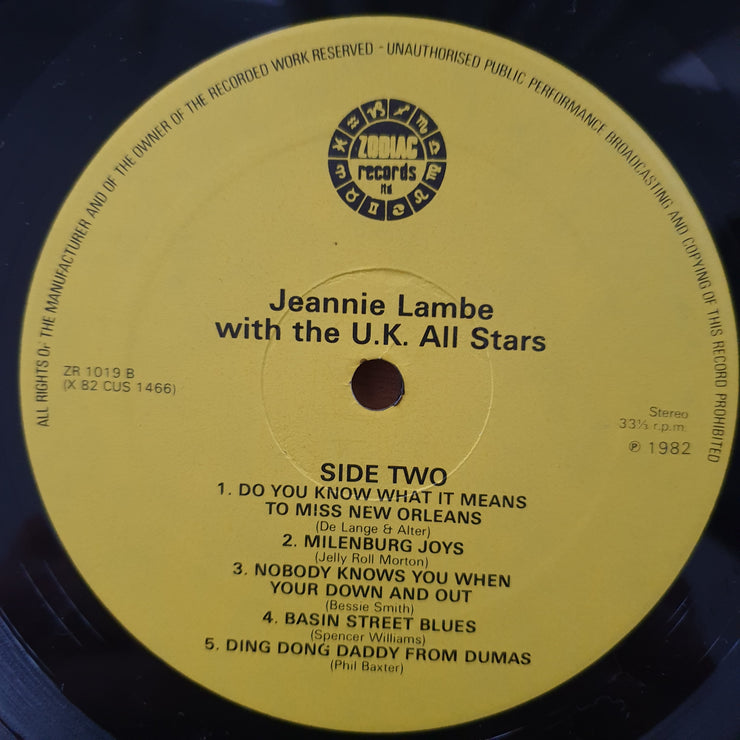 ALL RIGHTS OF THE MANUFACTURER AND OF THE OWNER OF THE RECORDED WORK RESERVED - UNAUTHORISED PUBLIC PERFORMANCE BROADCASTING AND COPYING OF THIS RECORD PROHIBITED
ZODIAC
records
ltd
Jeannie Lambe
with the U.K. All Stars
ZR 1019 B
(X 82 CUS 1466)
Stereo
33⅓ r.p.m.
℗ 1982
SIDE TWO
1. DO YOU KNOW WHAT IT MEANS
TO MISS NEW ORLEANS
(De Lange & Alter)
2. MILENBURG JOYS
(Jelly Roll Morton)
3. NOBODY KNOWS YOU WHEN
YOUR DOWN AND OUT
(Bessie Smith)
4. BASIN STREET BLUES
(Spencer Williams)
5. DING DONG DADDY FROM DUMAS
(Phil Baxter)